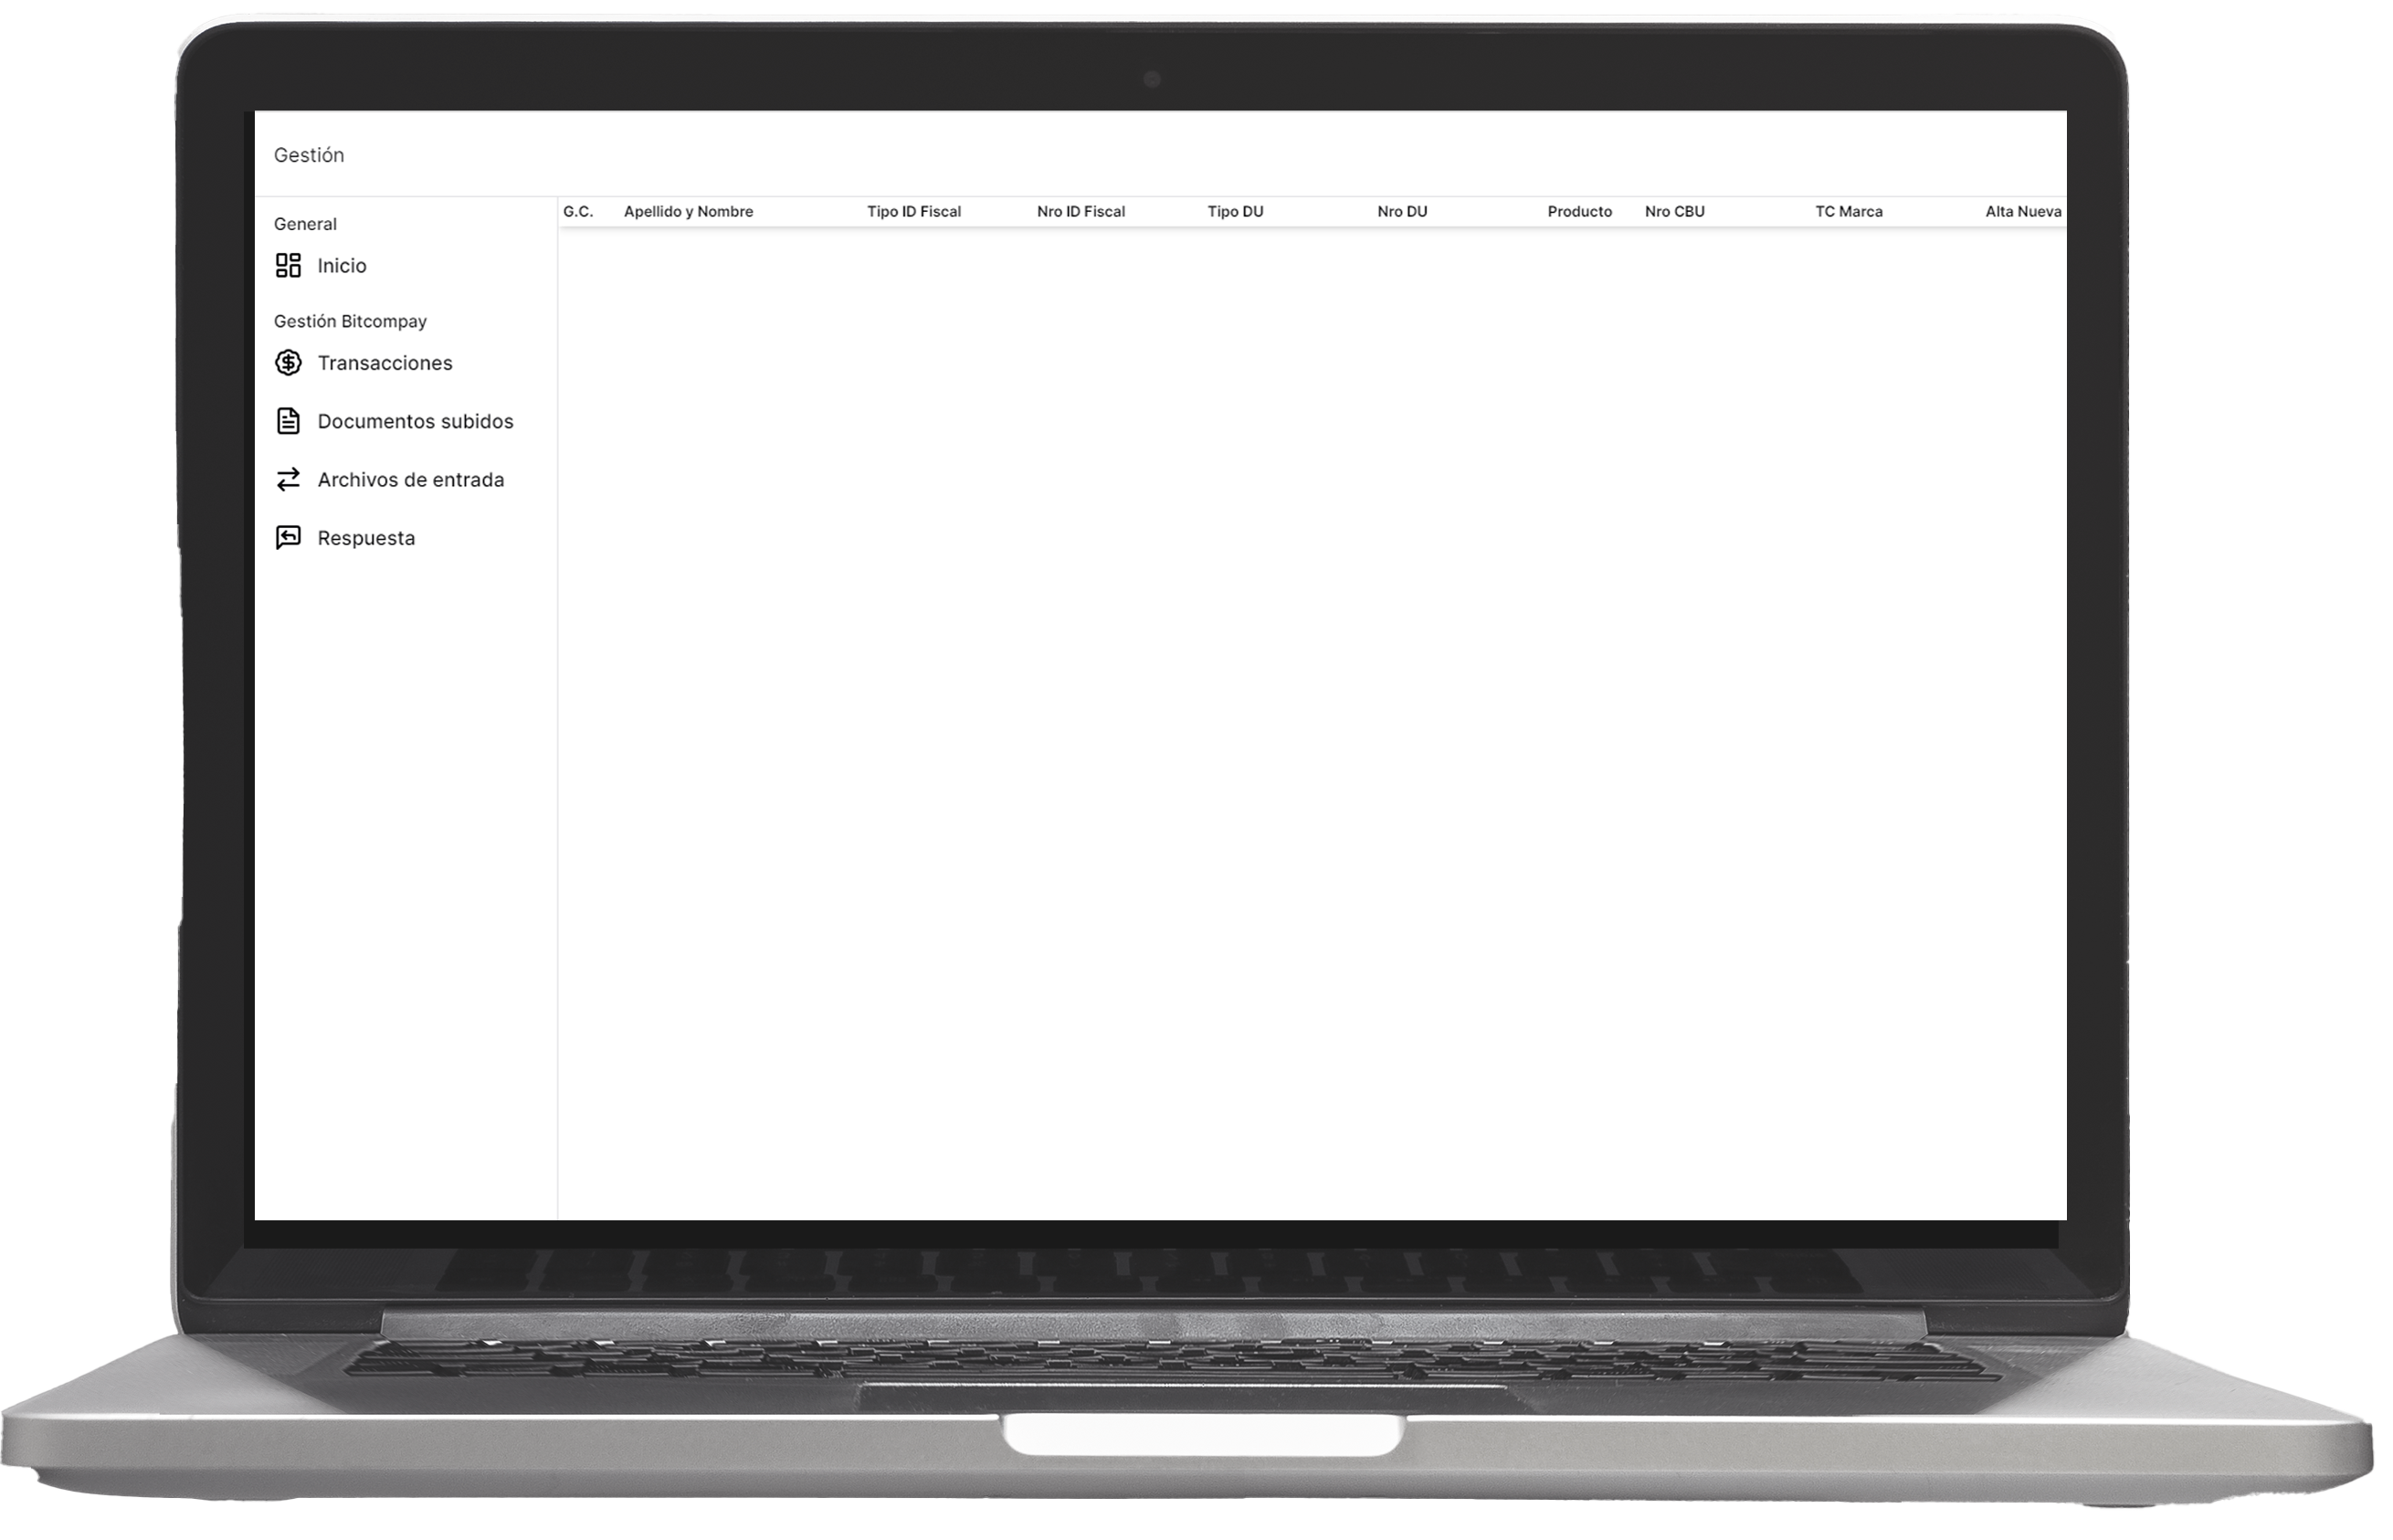 Gestión
General
Inicio
Gestión Bitcompay
Transacciones
Documentos subidos
Archivos de entrada
Respuesta
G.C. Apellido y Nombre Tipo ID Fiscal Nro ID Fiscal Tipo DU Nro DU Producto Nro CBU TC Marca Alta Nueva